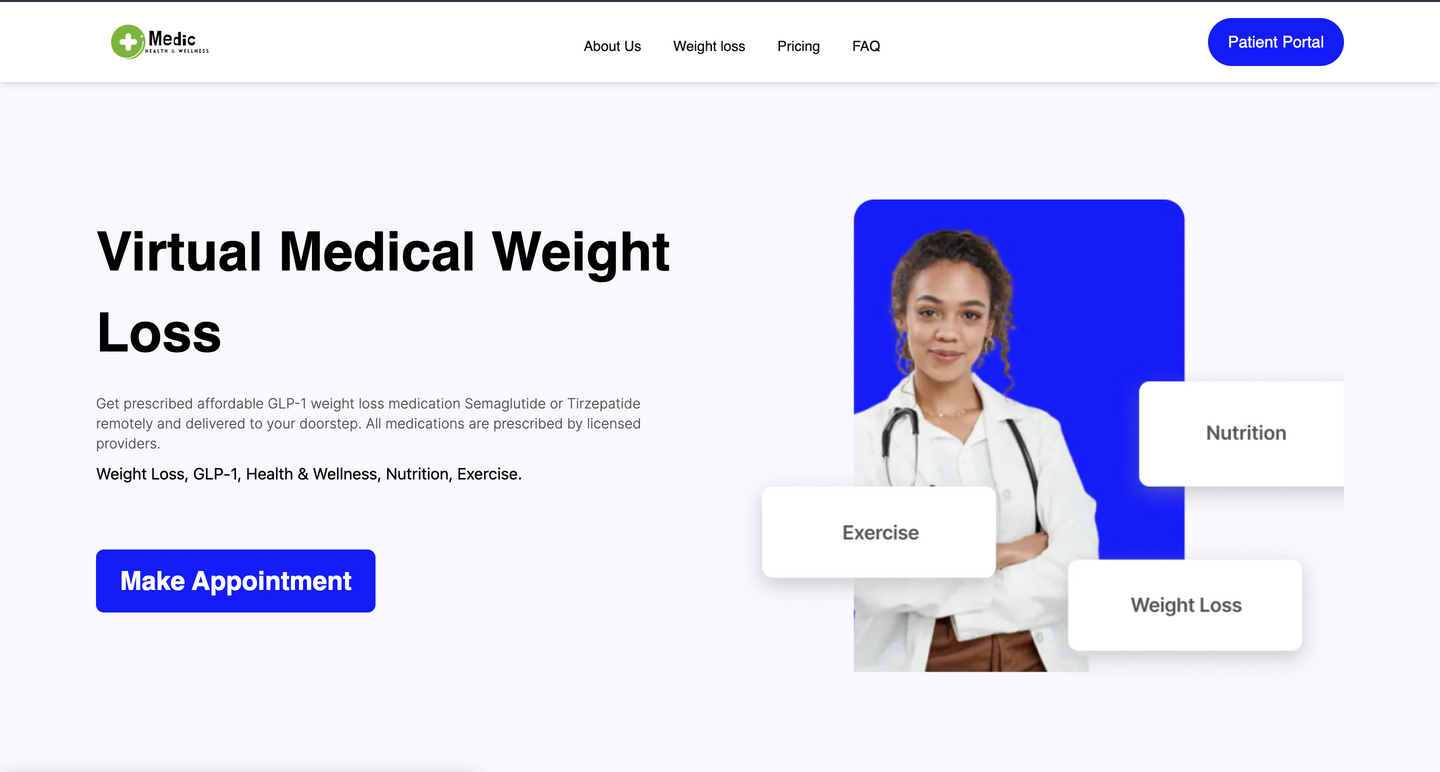 Medic
HEALTH & WELLNESS
About Us
Weight loss
Pricing
FAQ
Patient Portal
Virtual Medical Weight
Loss
Get prescribed affordable GLP-1 weight loss medication Semaglutide or Tirzepatide
remotely and delivered to your doorstep. All medications are prescribed by licensed
providers.
Weight Loss, GLP-1, Health & Wellness, Nutrition, Exercise.
Make Appointment
Nutrition
Exercise
Weight Loss